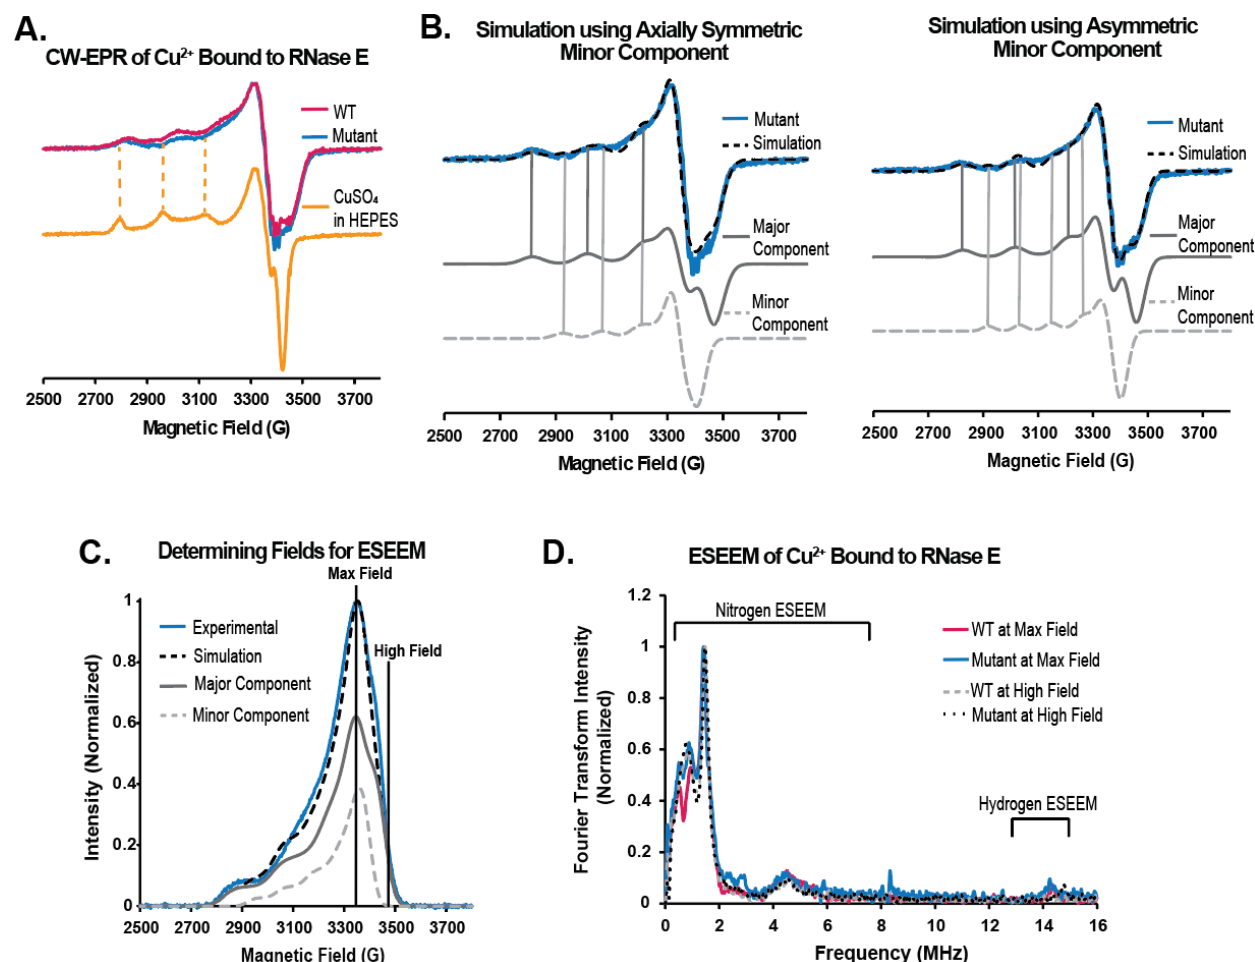 A.
CW-EPR of Cu²⁺ Bound to RNase E
WT
Mutant
CuSO₄
in HEPES
2500 2700 2900 3100 3300 3500 3700
Magnetic Field (G)
B.
Simulation using Axially Symmetric
Minor Component
Mutant
Simulation
Major
Component
Minor
Component
2500 2700 2900 3100 3300 3500 3700
Magnetic Field (G)
Simulation using Asymmetric
Minor Component
Mutant
Simulation
Major
Component
Minor
Component
2500 2700 2900 3100 3300 3500 3700
Magnetic Field (G)
C.
Determining Fields for ESEEM
Max Field
High Field
Experimental
Simulation
Major Component
Minor Component
Intensity (Normalized)
1
0.8
0.6
0.4
0.2
0
2500 2700 2900 3100 3300 3500 3700
Magnetic Field (G)
D.
ESEEM of Cu²⁺ Bound to RNase E
Nitrogen ESEEM
WT at Max Field
Mutant at Max Field
WT at High Field
Mutant at High Field
Hydrogen ESEEM
Fourier Transform Intensity
(Normalized)
1.2
1
0.8
0.6
0.4
0.2
0
0 2 4 6 8 10 12 14 16
Frequency (MHz)